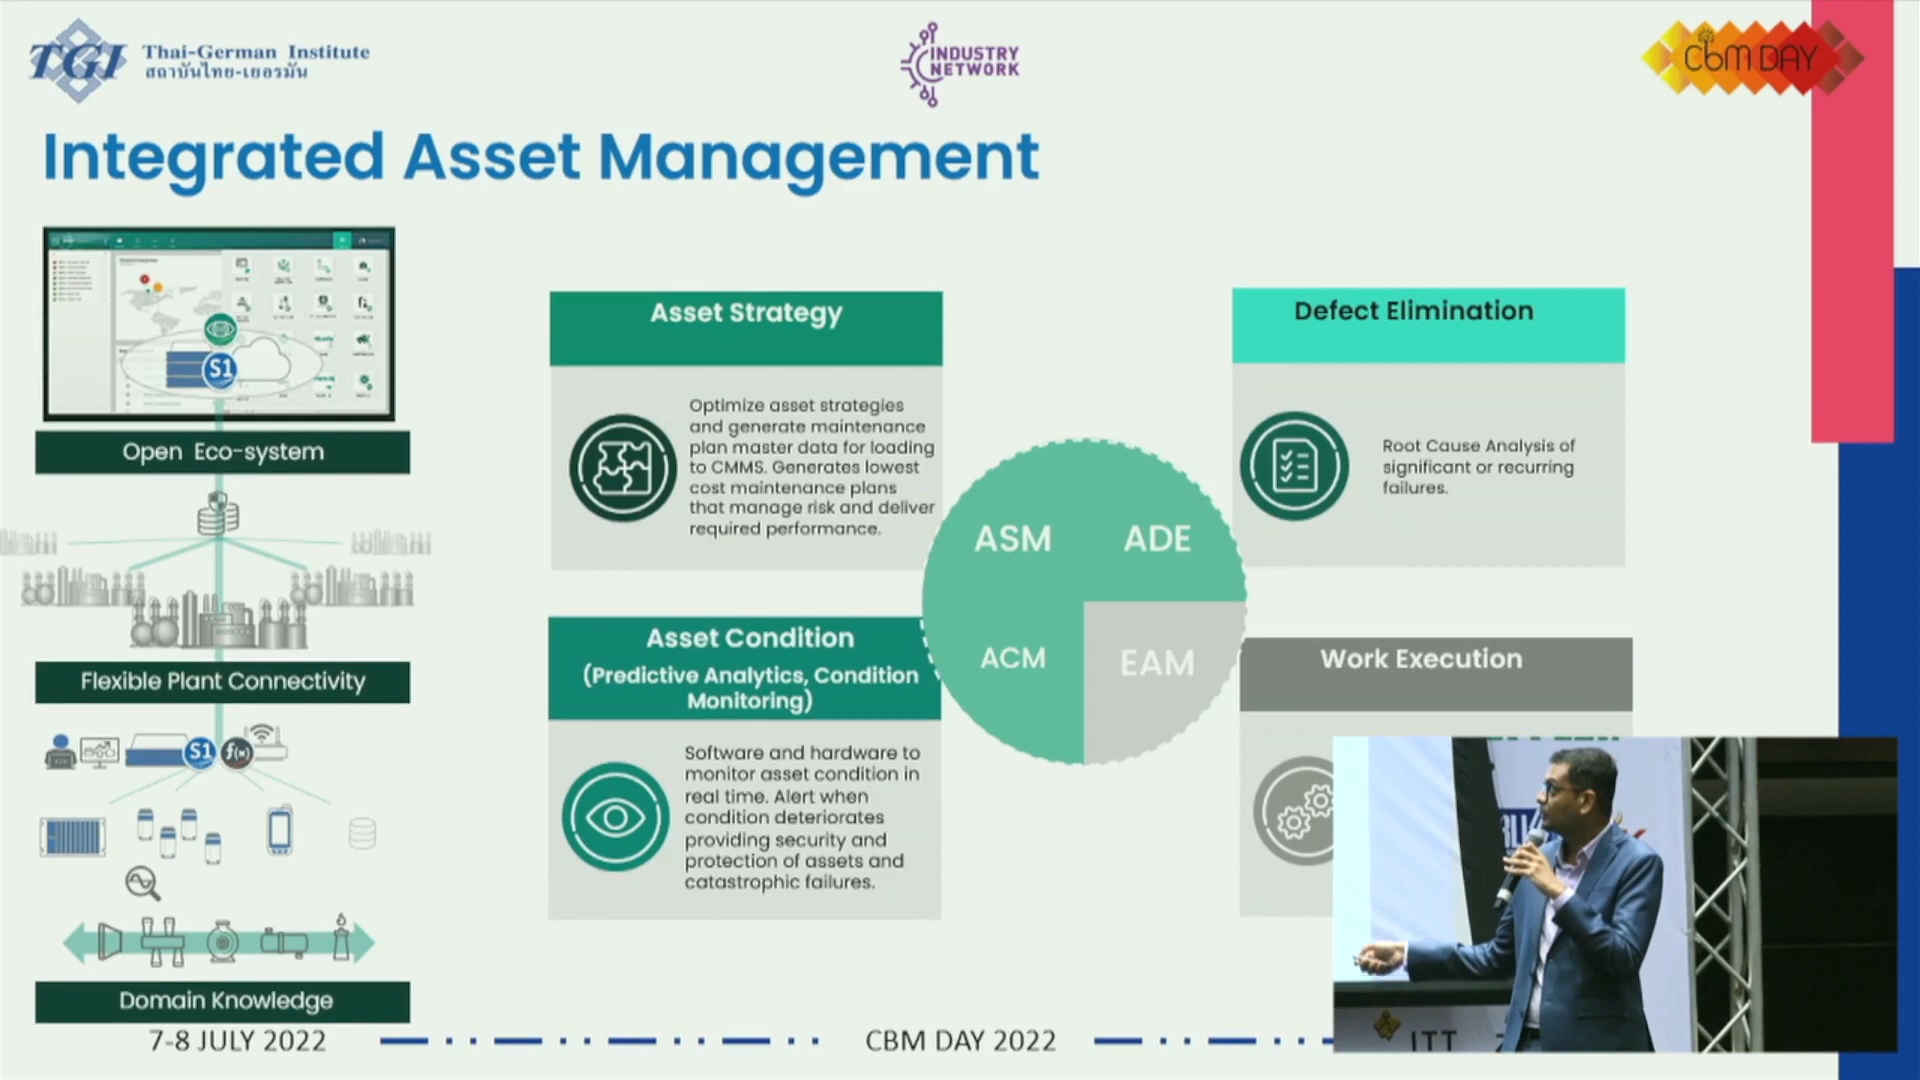 TGI
Thai-German Institute
สถาบันไทย-เยอรมัน
INDUSTRY
NETWORK
CbM DAY
Integrated Asset Management
S1
Open Eco-system
Flexible Plant Connectivity
S1
f(x)
Domain Knowledge
Asset Strategy
Optimize asset strategies
and generate maintenance
plan master data for loading
to CMMS. Generates lowest
cost maintenance plans
that manage risk and deliver
required performance.
Defect Elimination
Root Cause Analysis of
significant or recurring
failures.
ASM
ADE
ACM
EAM
Asset Condition
(Predictive Analytics, Condition
Monitoring)
Software and hardware to
monitor asset condition in
real time. Alert when
condition deteriorates
providing security and
protection of assets and
catastrophic failures.
Work Execution
ITT
7-8 JULY 2022
CBM DAY 2022